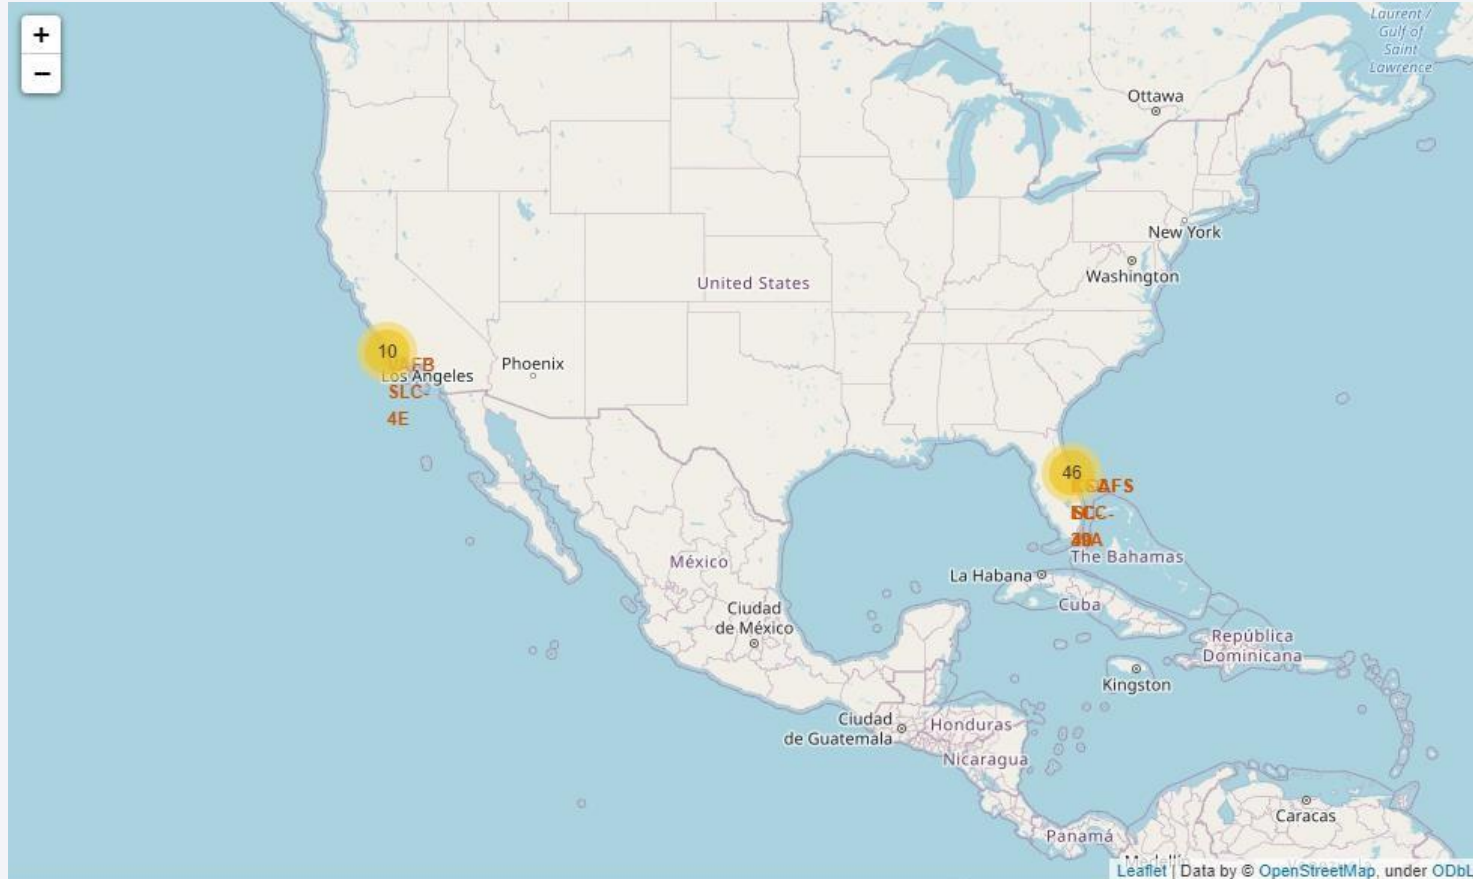 +
−
Laurent /
Gulf of
Saint
Lawrence
Ottawa
New York
Washington
United States
10
Los Angeles
SLC-
4E
Phoenix
46
The Bahamas
México
La Habana
Cuba
Ciudad
de México
República
Dominicana
Kingston
Ciudad
de Guatemala
Honduras
Nicaragua
Caracas
Panamá
Leaflet | Data by © OpenStreetMap, under ODbL